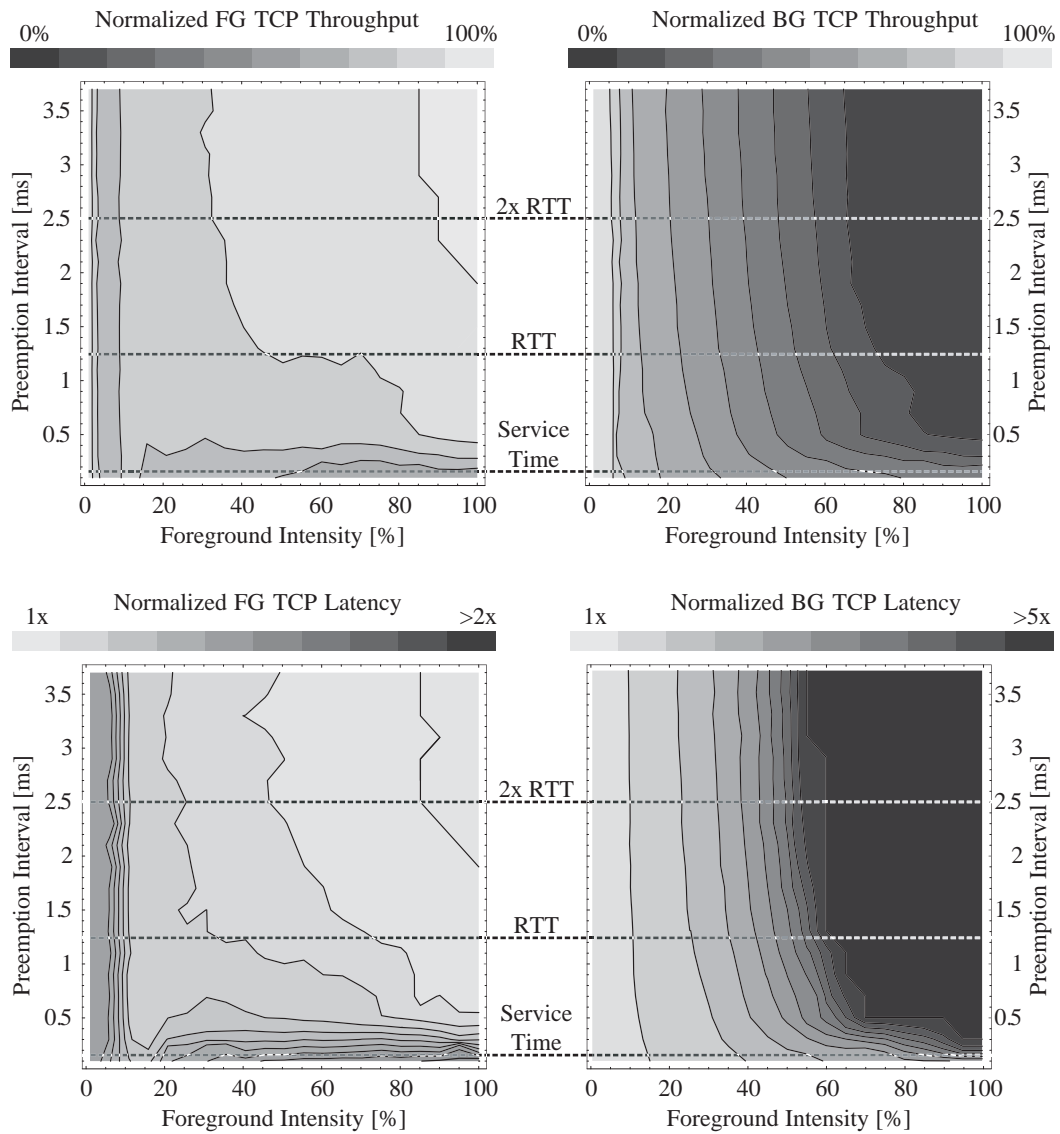 Normalized FG TCP Throughput
0% 100%
Normalized BG TCP Throughput
0% 100%
Preemption Interval [ms]
3.5
3
2.5
2
1.5
1
0.5
0 20 40 60 80 100
Foreground Intensity [%]
2x RTT
RTT
Service
Time
3.5
3
2.5
2
1.5
1
0.5
Preemption Interval [ms]
0 20 40 60 80 100
Foreground Intensity [%]
Normalized FG TCP Latency
1x >2x
Normalized BG TCP Latency
1x >5x
Preemption Interval [ms]
3.5
3
2.5
2
1.5
1
0.5
0 20 40 60 80 100
Foreground Intensity [%]
2x RTT
RTT
Service
Time
3.5
3
2.5
2
1.5
1
0.5
Preemption Interval [ms]
0 20 40 60 80 100
Foreground Intensity [%]